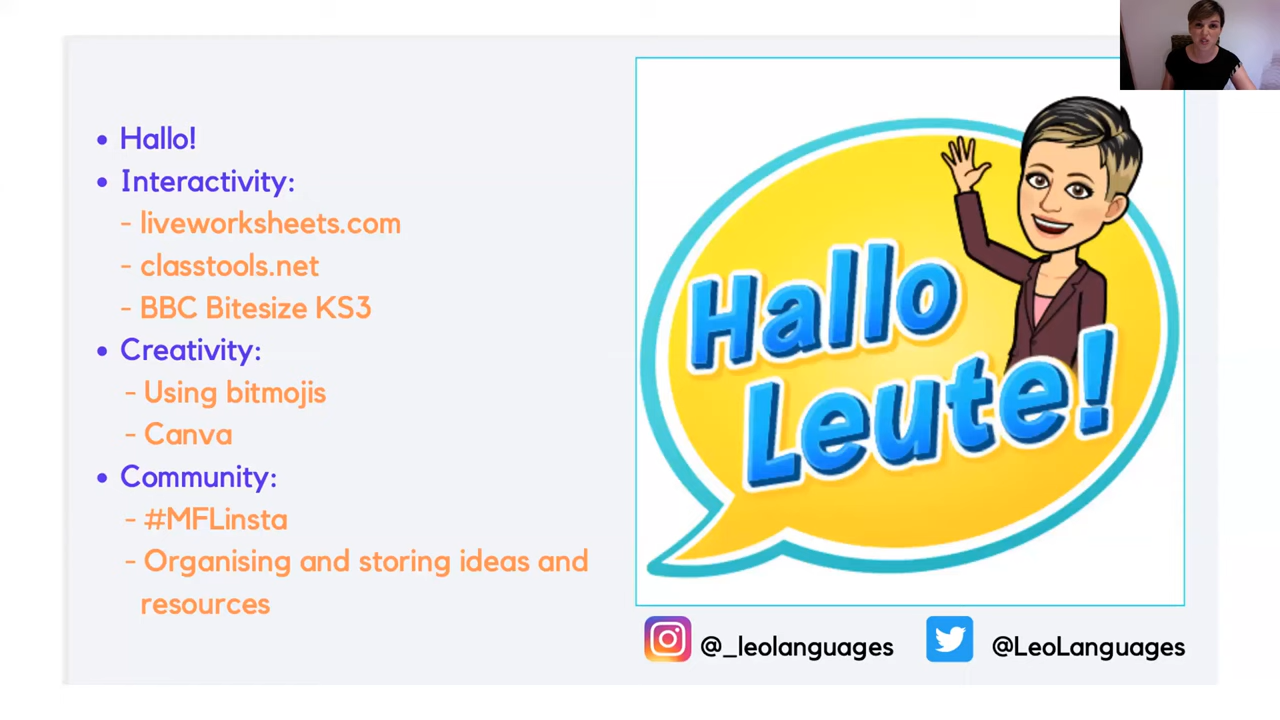 • Hallo!
• Interactivity:
- liveworksheets.com
- classtools.net
- BBC Bitesize KS3
• Creativity:
- Using bitmojis
- Canva
• Community:
- #MFLinsta
- Organising and storing ideas and
resources
Hallo
Leute!
@_leolanguages
@LeoLanguages